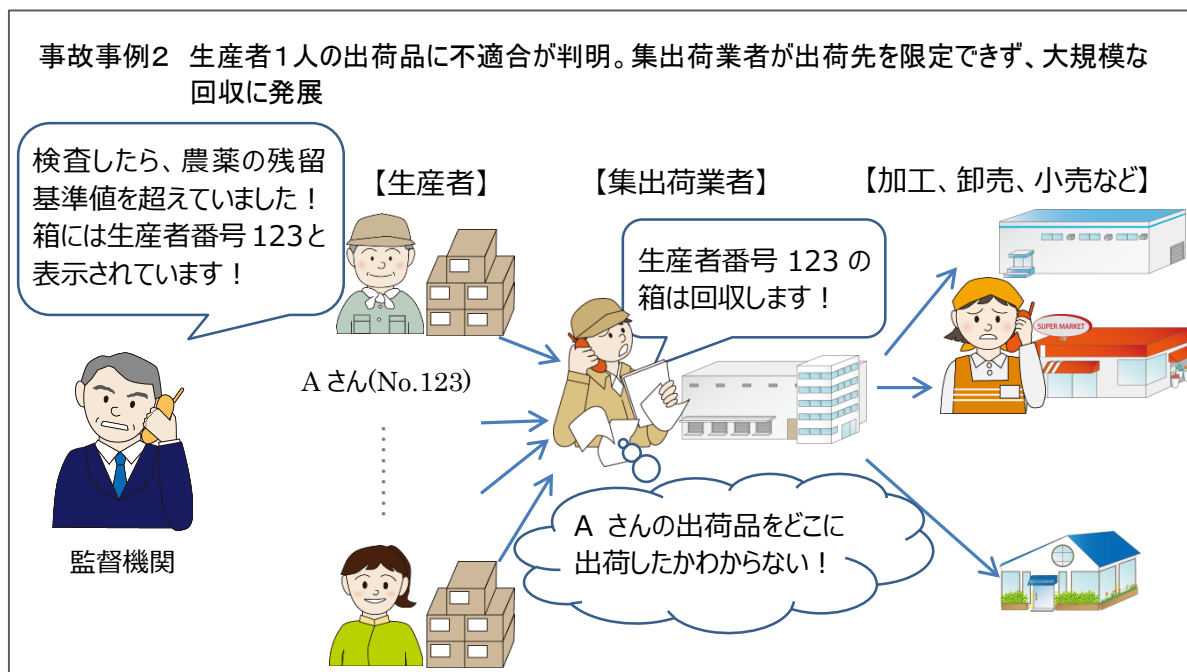 事故事例２ 生産者１人の出荷品に不適合が判明。集出荷業者が出荷先を限定できず、大規模な
回収に発展
検査したら、農薬の残留
基準値を超えていました！
箱には生産者番号 123 と
表示されています！
【生産者】
【集出荷業者】
【加工、卸売、小売など】
生産者番号 123 の
箱は回収します！
SUPER MARKET
A さん(No.123)
A さんの出荷品をどこに
出荷したかわからない！
監督機関
RESTAURANT